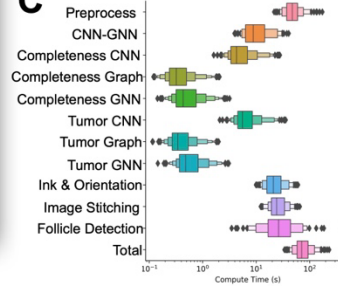 C
Preprocess
CNN-GNN
Completeness CNN
Completeness Graph
Completeness GNN
Tumor CNN
Tumor Graph
Tumor GNN
Ink & Orientation
Image Stitching
Follicle Detection
Total
10⁻¹ 10⁰ 10¹ 10²
Compute Time (s)